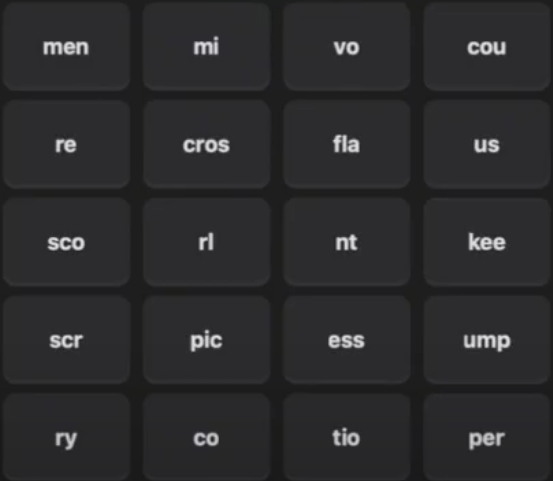 men mi vo cou
re cros fla us
sco rl nt kee
scr pic ess ump
ry co tio per